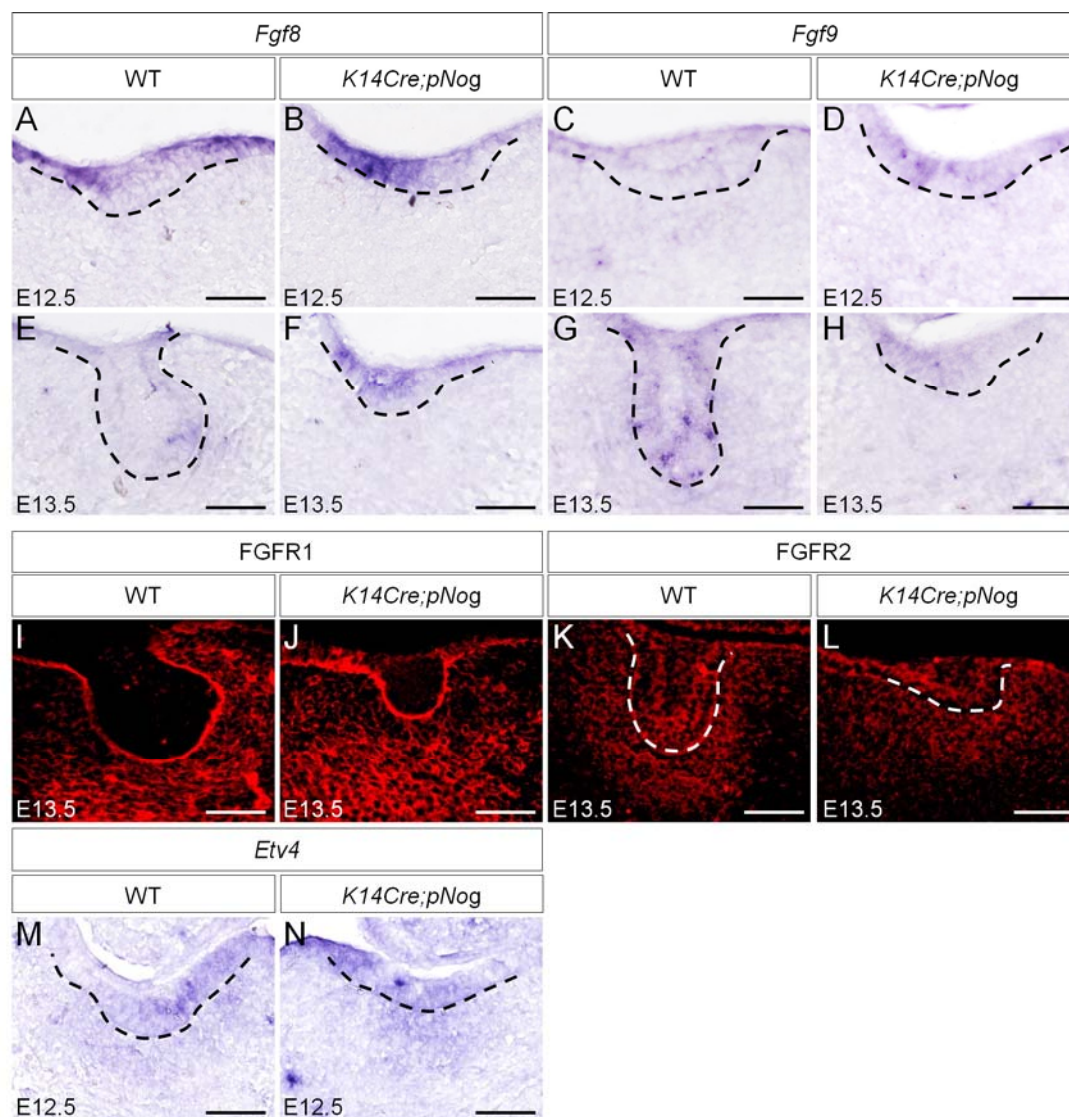 Fgf8 Fgf9
WT K14Cre;pNog WT K14Cre;pNog
A B C D
E12.5 E12.5 E12.5 E12.5
E F G H
E13.5 E13.5 E13.5 E13.5
FGFR1 FGFR2
WT K14Cre;pNog WT K14Cre;pNog
I J K L
E13.5 E13.5 E13.5 E13.5
Etv4
WT K14Cre;pNog
M N
E12.5 E12.5